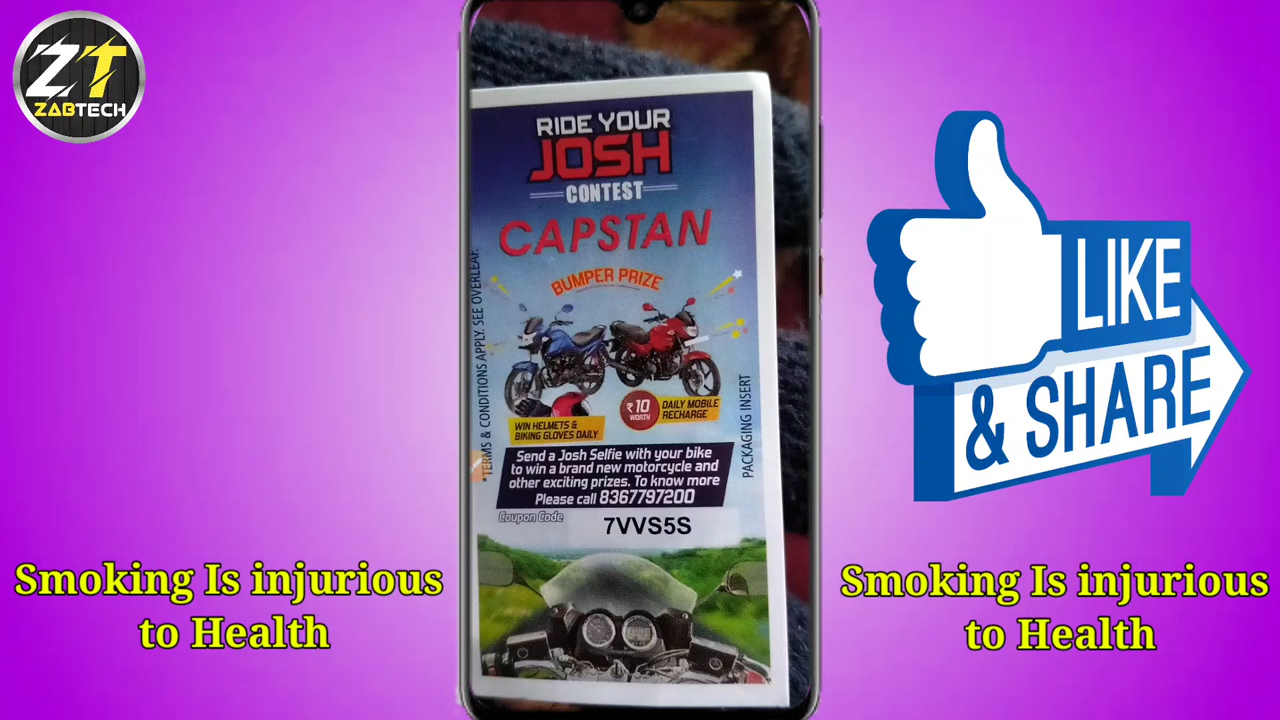 ZT
ZABTECH
RIDE YOUR
JOSH
CONTEST
CAPSTAN
BUMPER PRIZE
*TERMS & CONDITIONS APPLY. SEE OVERLEAF.
WIN HELMETS &
BIKING GLOVES DAILY
₹10
WORTH
DAILY MOBILE
RECHARGE
PACKAGING INSERT
Send a Josh Selfie with your bike
to win a brand new motorcycle and
other exciting prizes. To know more
Please call 8367797200
Coupon Code
7VVS5S
LIKE
& SHARE
Smoking Is injurious
to Health
Smoking Is injurious
to Health